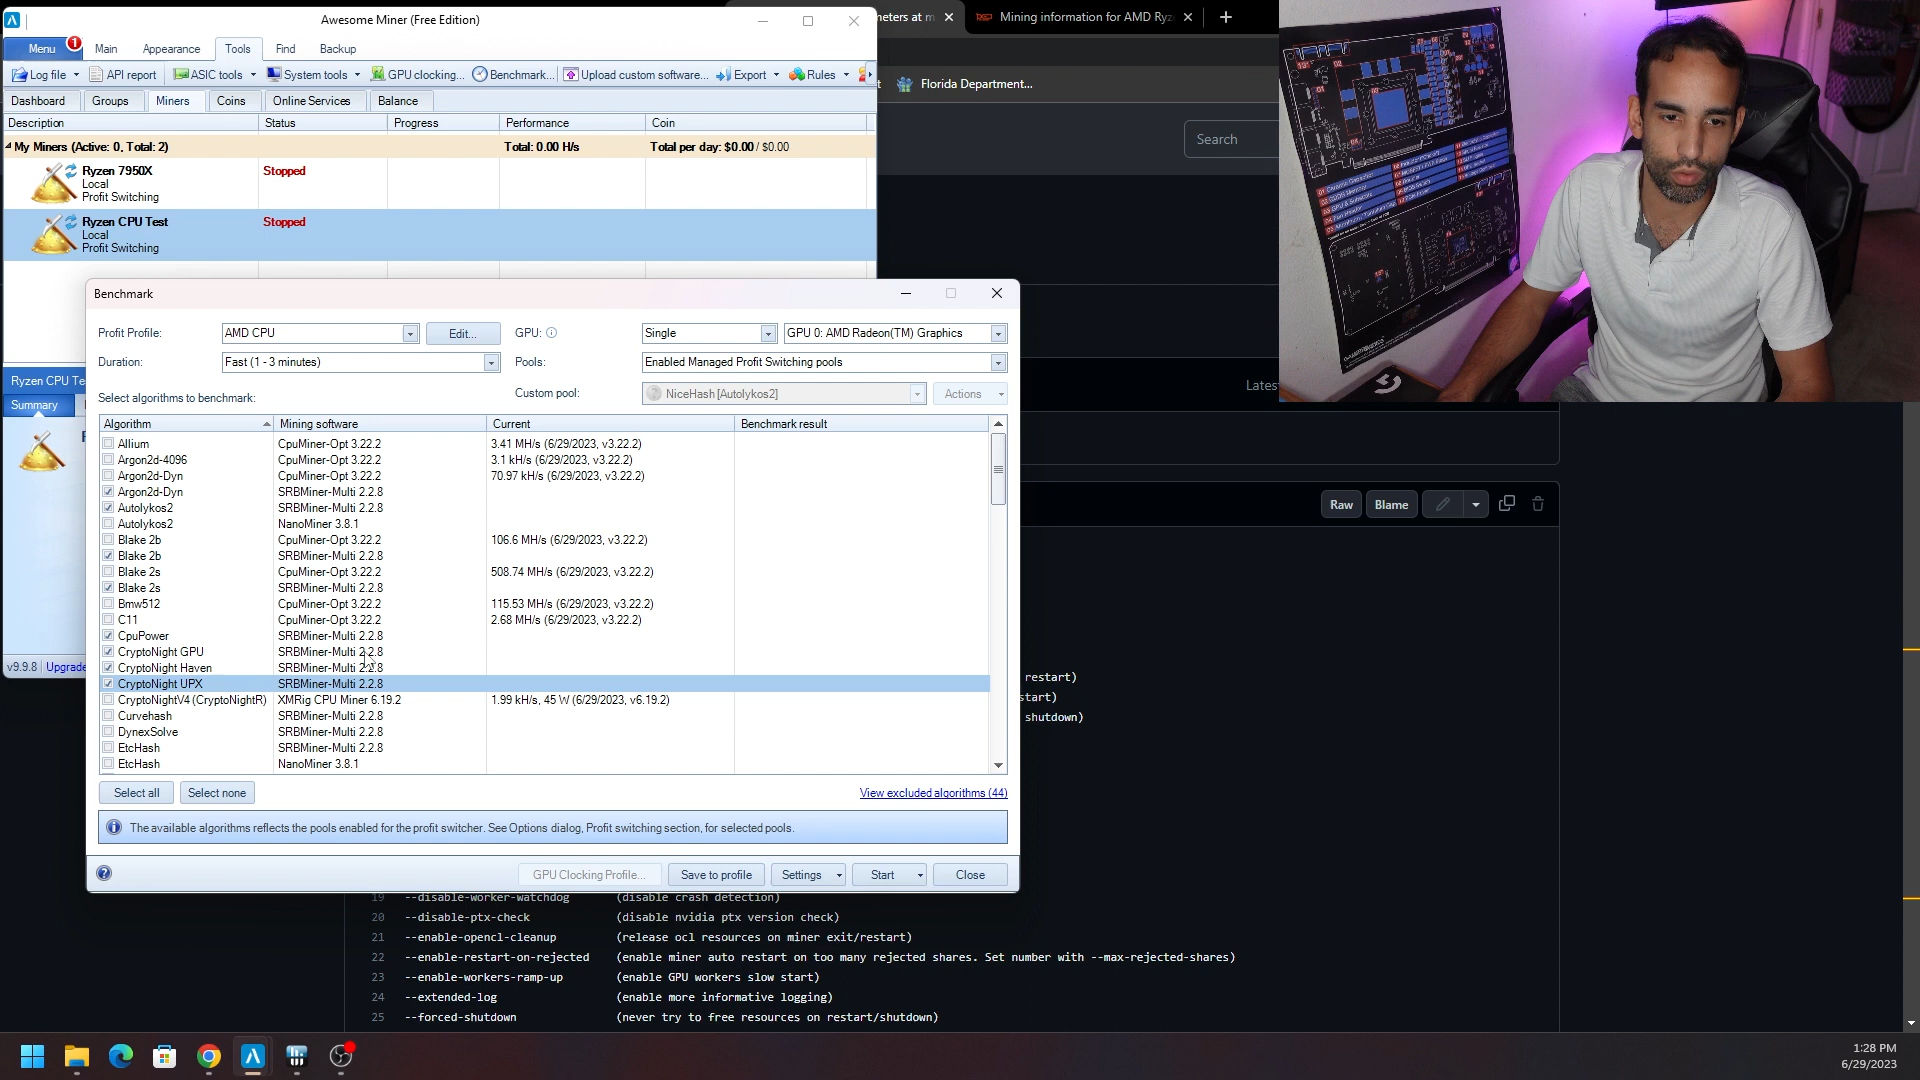 Awesome Miner (Free Edition)
neters at m
Mining information for AMD Ryz
Menu
1
Main
Appearance
Tools
Find
Backup
Log file
API report
ASIC tools
System tools
GPU clocking...
Benchmark...
Upload custom software...
Export
Rules
Florida Department...
Dashboard
Groups
Miners
Coins
Online Services
Balance
Description
Status
Progress
Performance
Coin
Search
My Miners (Active: 0, Total: 2)
Total: 0.00 H/s
Total per day: $0.00 / $0.00
Ryzen 7950X
Stopped
Local
Profit Switching
Ryzen CPU Test
Stopped
Local
Profit Switching
Benchmark
Profit Profile:
AMD CPU
Edit...
GPU:
Single
GPU 0: AMD Radeon(TM) Graphics
Duration:
Fast (1 - 3 minutes)
Pools:
Enabled Managed Profit Switching pools
Custom pool:
NiceHash [Autolykos2]
Actions
Ryzen CPU Te
Summary
Lates
Select algorithms to benchmark:
Algorithm
Mining software
Current
Benchmark result
Allium CpuMiner-Opt 3.22.2 3.41 MH/s (6/29/2023, v3.22.2)
Argon2d-4096 CpuMiner-Opt 3.22.2 3.1 kH/s (6/29/2023, v3.22.2)
Argon2d-Dyn CpuMiner-Opt 3.22.2 70.97 kH/s (6/29/2023, v3.22.2)
Argon2d-Dyn SRBMiner-Multi 2.2.8
Autolykos2 SRBMiner-Multi 2.2.8
Autolykos2 NanoMiner 3.8.1
Blake 2b CpuMiner-Opt 3.22.2 106.6 MH/s (6/29/2023, v3.22.2)
Blake 2b SRBMiner-Multi 2.2.8
Blake 2s CpuMiner-Opt 3.22.2 508.74 MH/s (6/29/2023, v3.22.2)
Blake 2s SRBMiner-Multi 2.2.8
Bmw512 CpuMiner-Opt 3.22.2 115.53 MH/s (6/29/2023, v3.22.2)
C11 CpuMiner-Opt 3.22.2 2.68 MH/s (6/29/2023, v3.22.2)
CpuPower SRBMiner-Multi 2.2.8
CryptoNight GPU SRBMiner-Multi 2.2.8
CryptoNight Haven SRBMiner-Multi 2.2.8
CryptoNight UPX SRBMiner-Multi 2.2.8
CryptoNightV4 (CryptoNightR) XMRig CPU Miner 6.19.2 1.99 kH/s, 45 W (6/29/2023, v6.19.2)
Curvehash SRBMiner-Multi 2.2.8
DynexSolve SRBMiner-Multi 2.2.8
EtcHash SRBMiner-Multi 2.2.8
EtcHash NanoMiner 3.8.1
Raw
Blame
v9.9.8
Upgrade
restart)
start)
shutdown)
Select all
Select none
View excluded algorithms (44)
The available algorithms reflects the pools enabled for the profit switcher. See Options dialog, Profit switching section, for selected pools.
GPU Clocking Profile...
Save to profile
Settings
Start
Close
19 --disable-worker-watchdog (disable crash detection)
20 --disable-ptx-check (disable nvidia ptx version check)
21 --enable-opencl-cleanup (release ocl resources on miner exit/restart)
22 --enable-restart-on-rejected (enable miner auto restart on too many rejected shares. Set number with --max-rejected-shares)
23 --enable-workers-ramp-up (enable GPU workers slow start)
24 --extended-log (enable more informative logging)
25 --forced-shutdown (never try to free resources on restart/shutdown)
1:28 PM
6/29/2023